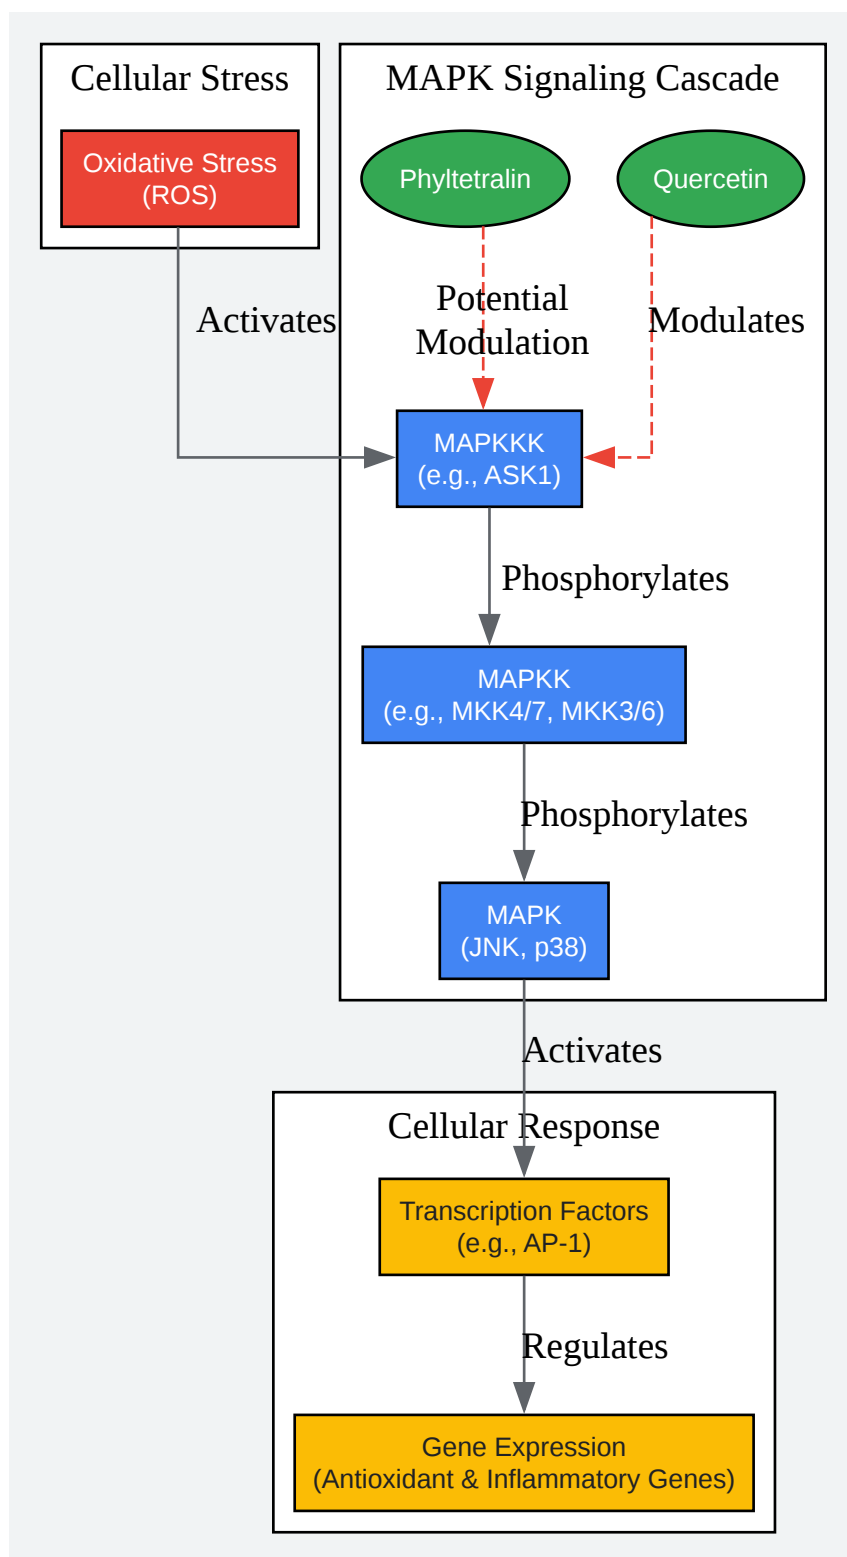 Cellular Stress
MAPK Signaling Cascade
Oxidative Stress
(ROS)
Phyltetralin
Quercetin
Activates
Potential
Modulation
Modulates
MAPKKK
(e.g., ASK1)
Phosphorylates
MAPKK
(e.g., MKK4/7, MKK3/6)
Phosphorylates
MAPK
(JNK, p38)
Activates
Cellular Response
Transcription Factors
(e.g., AP-1)
Regulates
Gene Expression
(Antioxidant & Inflammatory Genes)